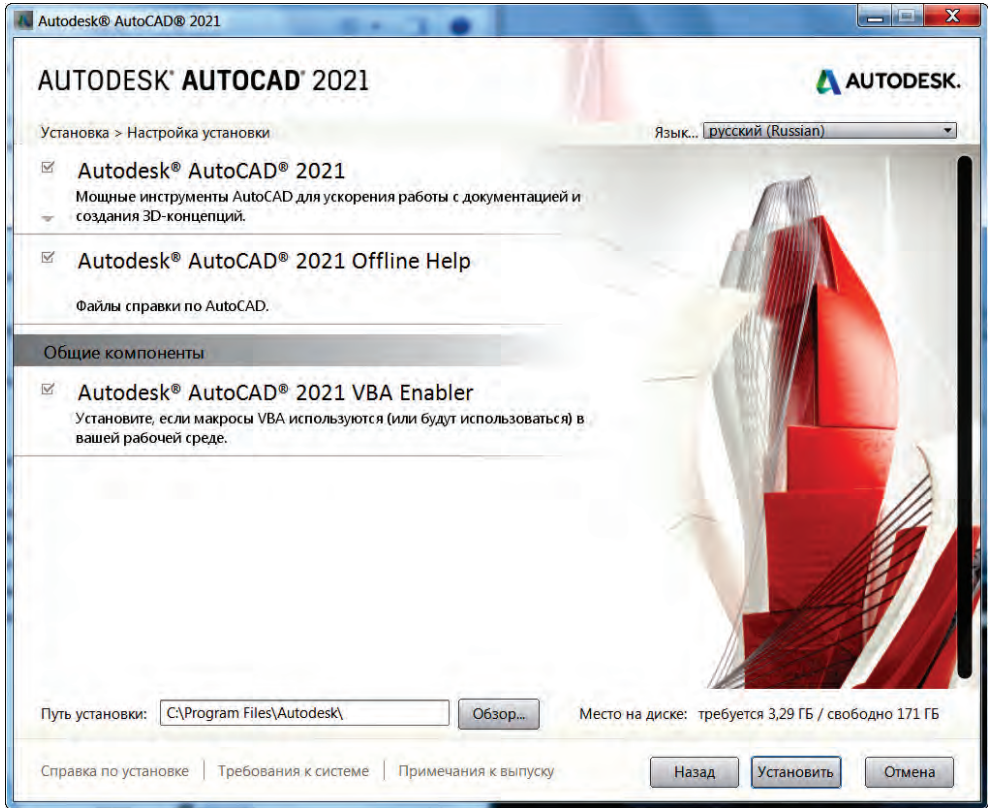 Autodesk® AutoCAD® 2021
AUTODESK® AUTOCAD® 2021
AUTODESK.
Установка > Настройка установки
Язык... русский (Russian)
Autodesk® AutoCAD® 2021
Мощные инструменты AutoCAD для ускорения работы с документацией и
создания 3D-концепций.
Autodesk® AutoCAD® 2021 Offline Help
Файлы справки по AutoCAD.
Общие компоненты
Autodesk® AutoCAD® 2021 VBA Enabler
Установите, если макросы VBA используются (или будут использоваться) в
вашей рабочей среде.
Путь установки: C:\Program Files\Autodesk\ Обзор... Место на диске: требуется 3,29 ГБ / свободно 171 ГБ
Справка по установке | Требования к системе | Примечания к выпуску Назад Установить Отмена